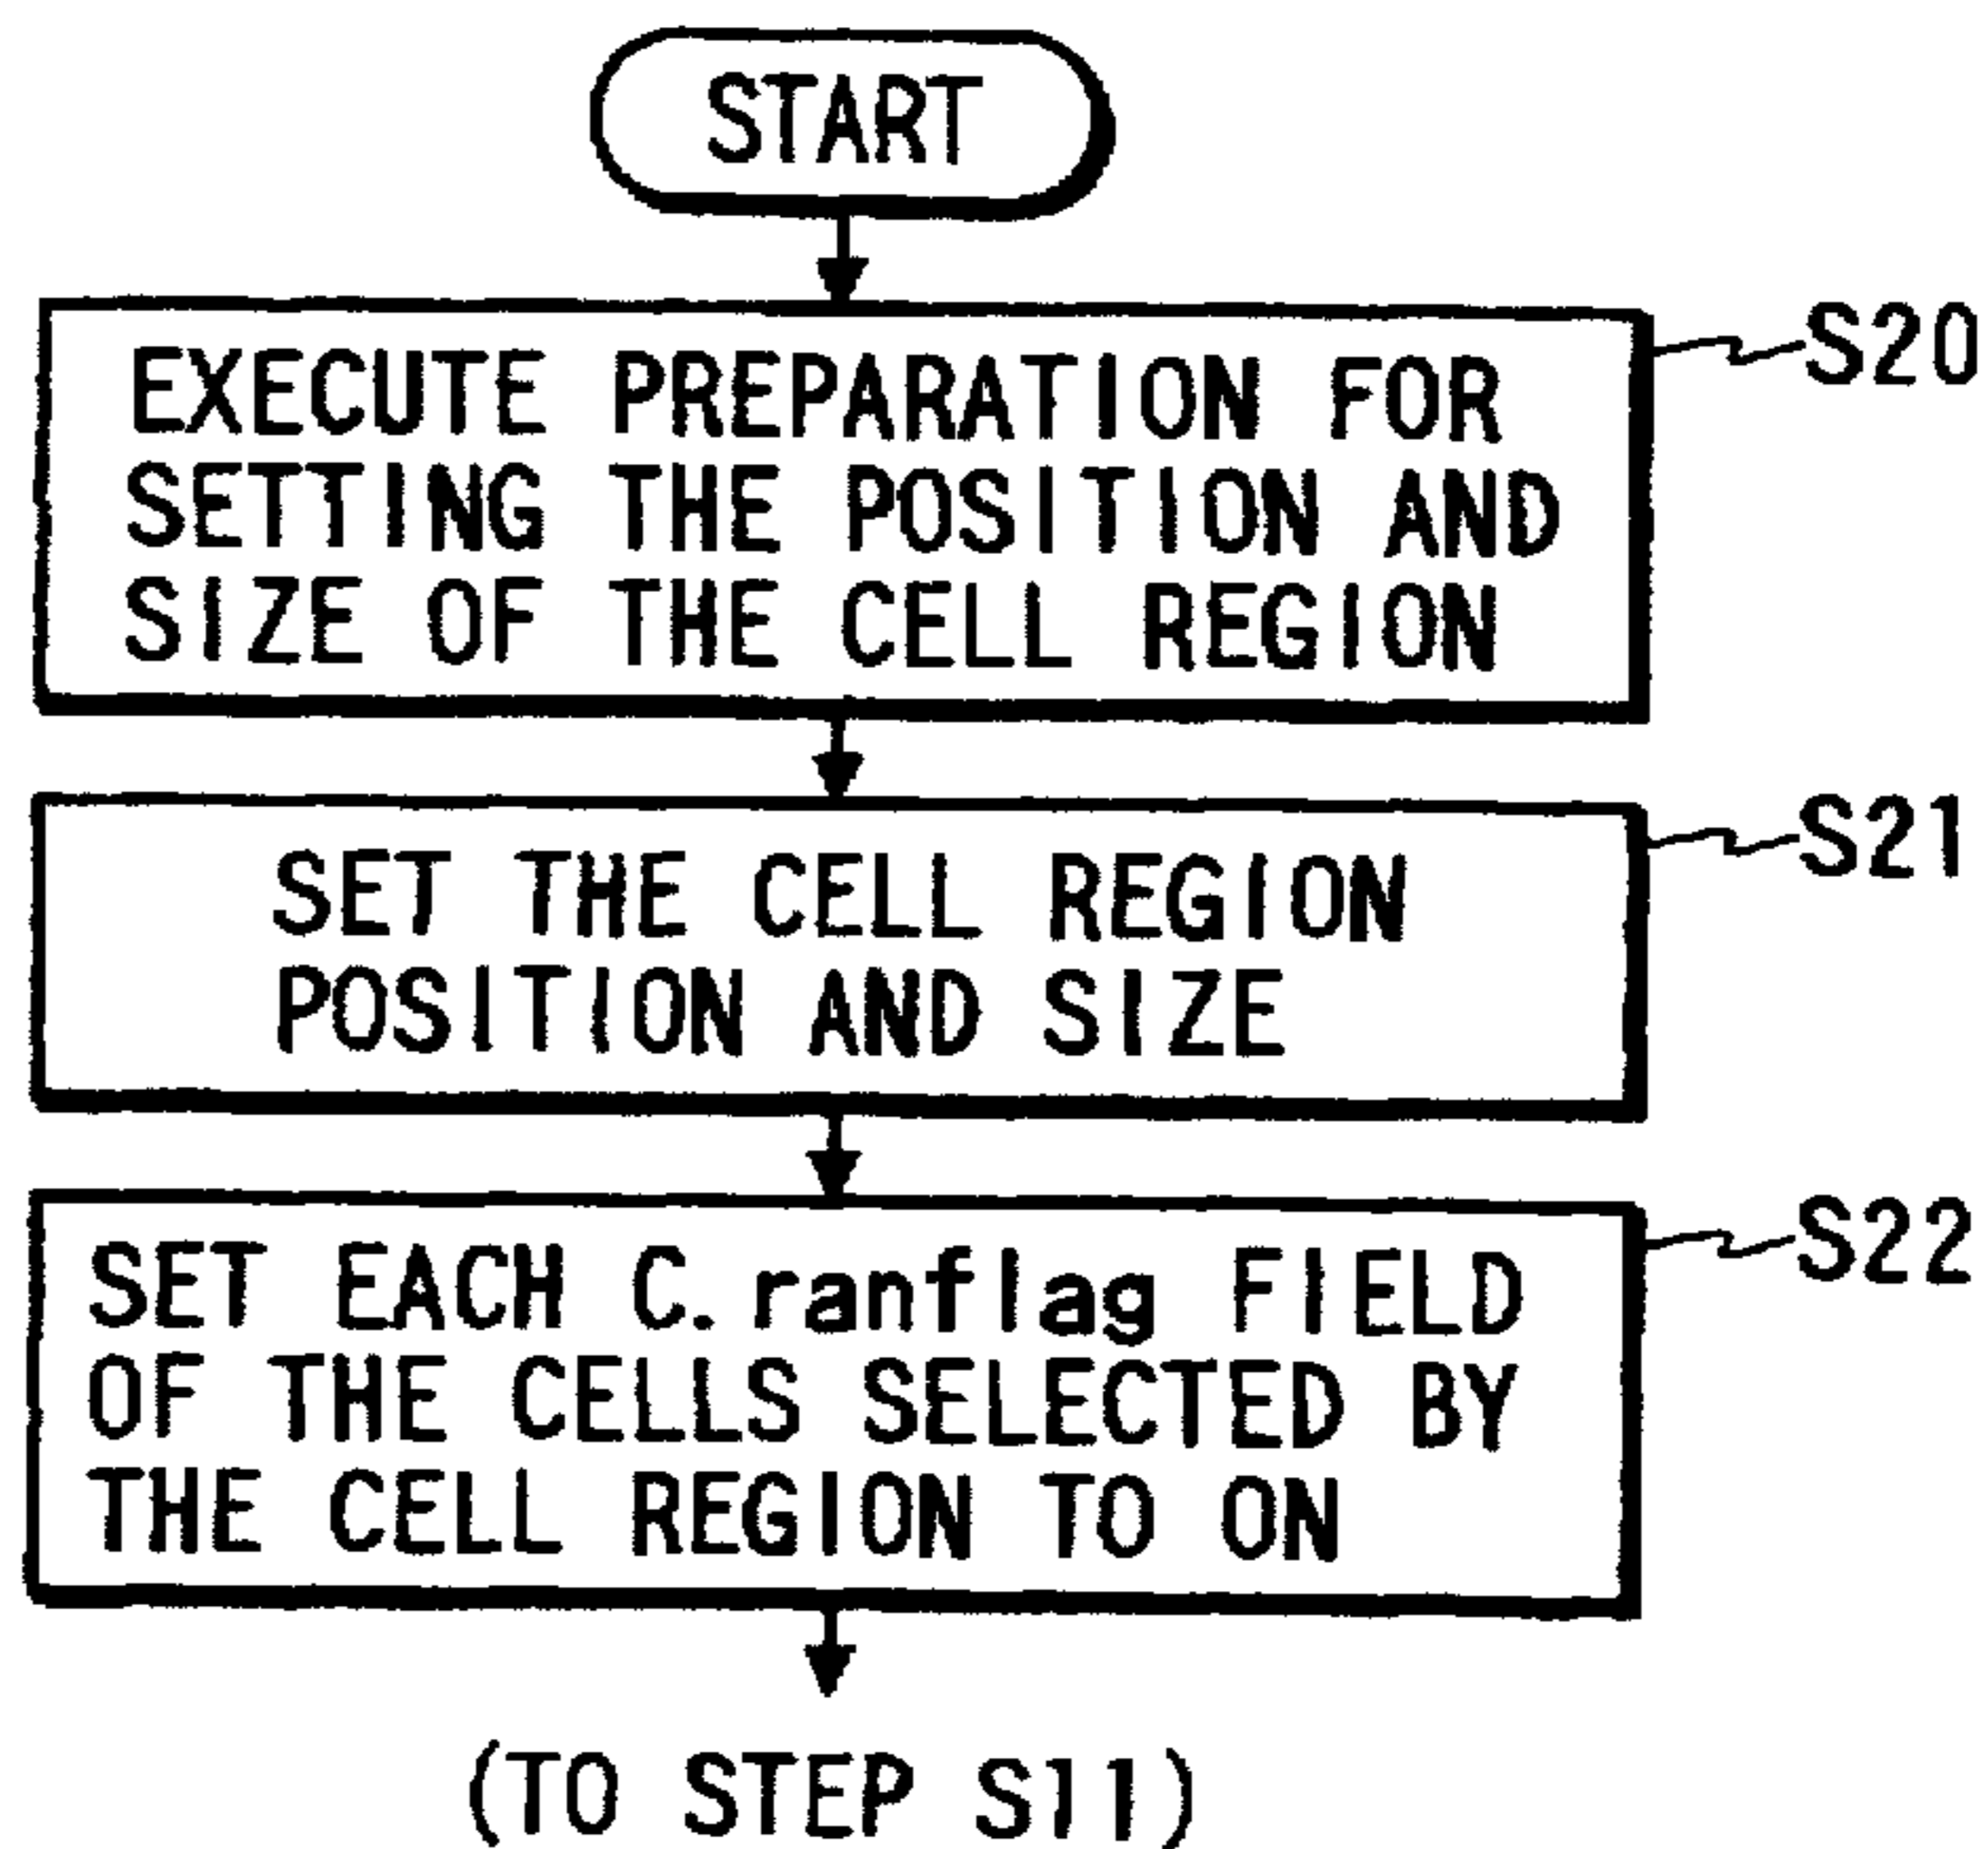 START
EXECUTE PREPARATION FOR
SETTING THE POSITION AND
SIZE OF THE CELL REGION
S20
SET THE CELL REGION
POSITION AND SIZE
S21
SET EACH C.ranflag FIELD
OF THE CELLS SELECTED BY
THE CELL REGION TO ON
S22
(TO STEP S11)